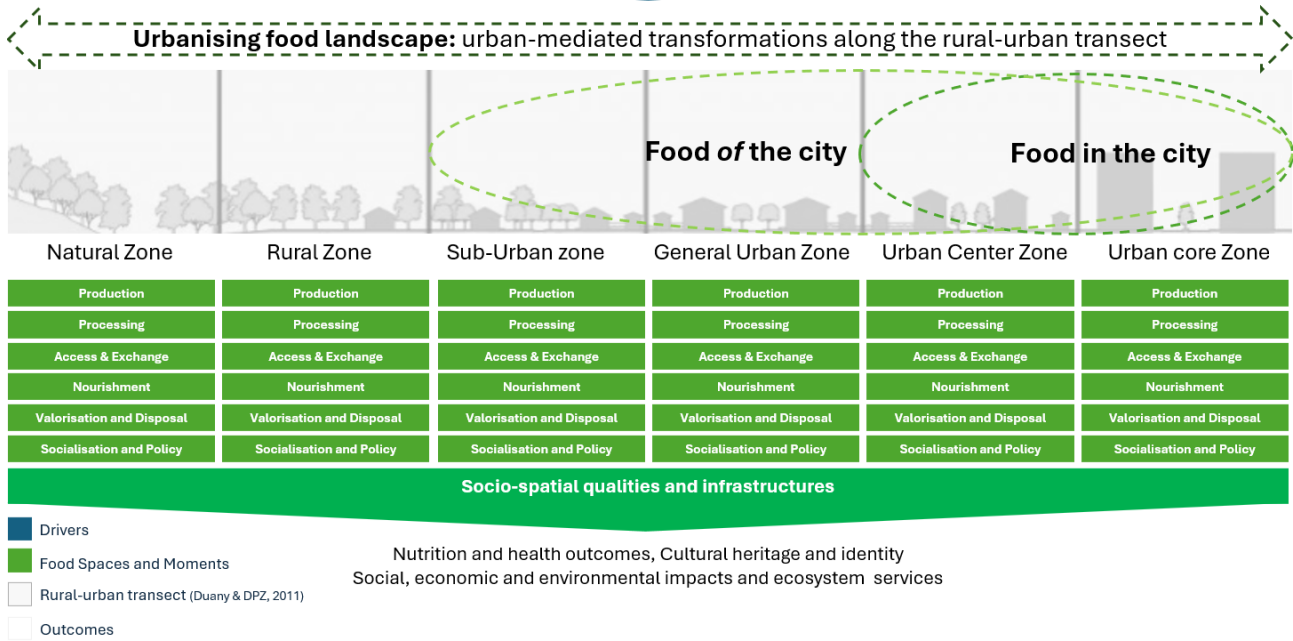 Urbanising food landscape: urban-mediated transformations along the rural-urban transect
Food of the city
Food in the city
Natural Zone
Rural Zone
Sub-Urban zone
General Urban Zone
Urban Center Zone
Urban core Zone
Production
Production
Production
Production
Production
Production
Processing
Processing
Processing
Processing
Processing
Processing
Access & Exchange
Access & Exchange
Access & Exchange
Access & Exchange
Access & Exchange
Access & Exchange
Nourishment
Nourishment
Nourishment
Nourishment
Nourishment
Nourishment
Valorisation and Disposal
Valorisation and Disposal
Valorisation and Disposal
Valorisation and Disposal
Valorisation and Disposal
Valorisation and Disposal
Socialisation and Policy
Socialisation and Policy
Socialisation and Policy
Socialisation and Policy
Socialisation and Policy
Socialisation and Policy
Socio-spatial qualities and infrastructures
Drivers
Food Spaces and Moments
Rural-urban transect (Duany & DPZ, 2011)
Outcomes
Nutrition and health outcomes, Cultural heritage and identity
Social, economic and environmental impacts and ecosystem services